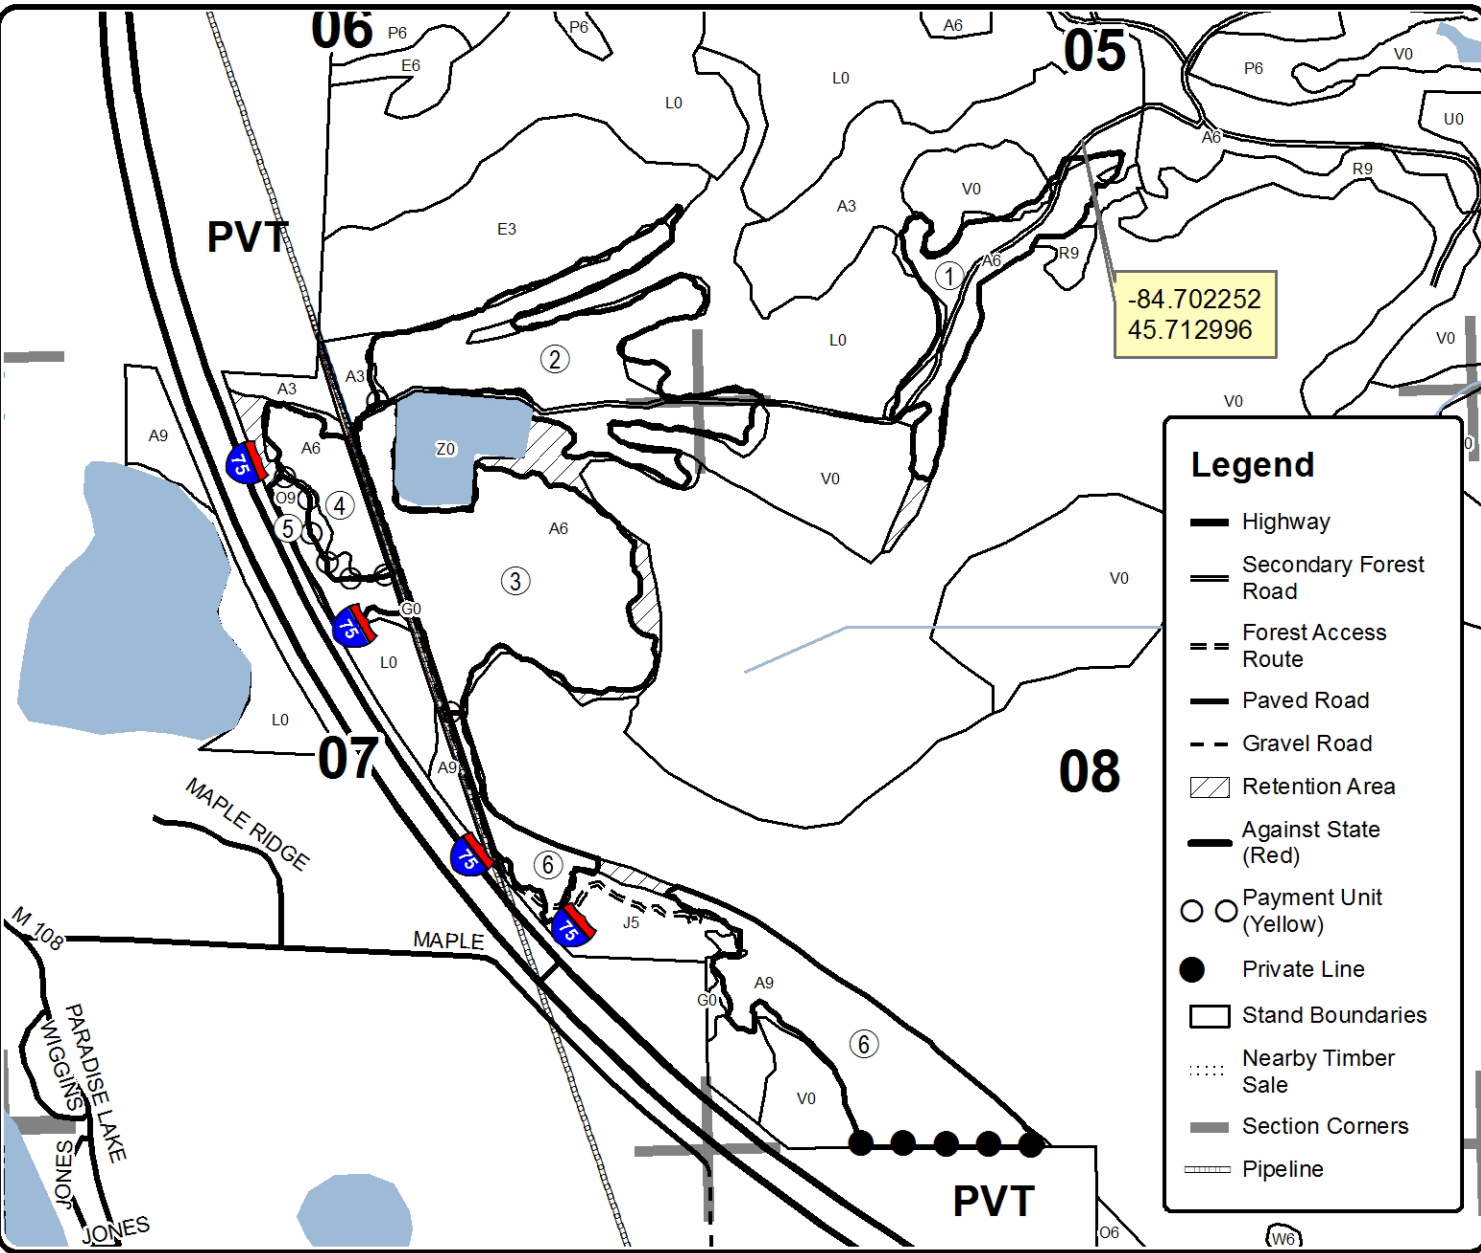 06
P6
P6
A6
05
V0
E6
L0
L0
P6
U0
A6
R9
V0
A3
PVT
E3
1
A6
R9
-84.702252
45.712996
2
L0
V0
A3
A3
V0
A9
A6
Z0
75
O9
4
5
V0
A6
3
V0
G0
75
L0
L0
07
A9
08
MAPLE RIDGE
75
6
75
J5
M 108
MAPLE
A9
G0
6
WIGGINS
PARADISE LAKE
V0
JONES
JONES
PVT
O6
W6
Legend
Highway
Secondary Forest
Road
Forest Access
Route
Paved Road
Gravel Road
Retention Area
Against State
(Red)
Payment Unit
(Yellow)
Private Line
Stand Boundaries
Nearby Timber
Sale
Section Corners
Pipeline